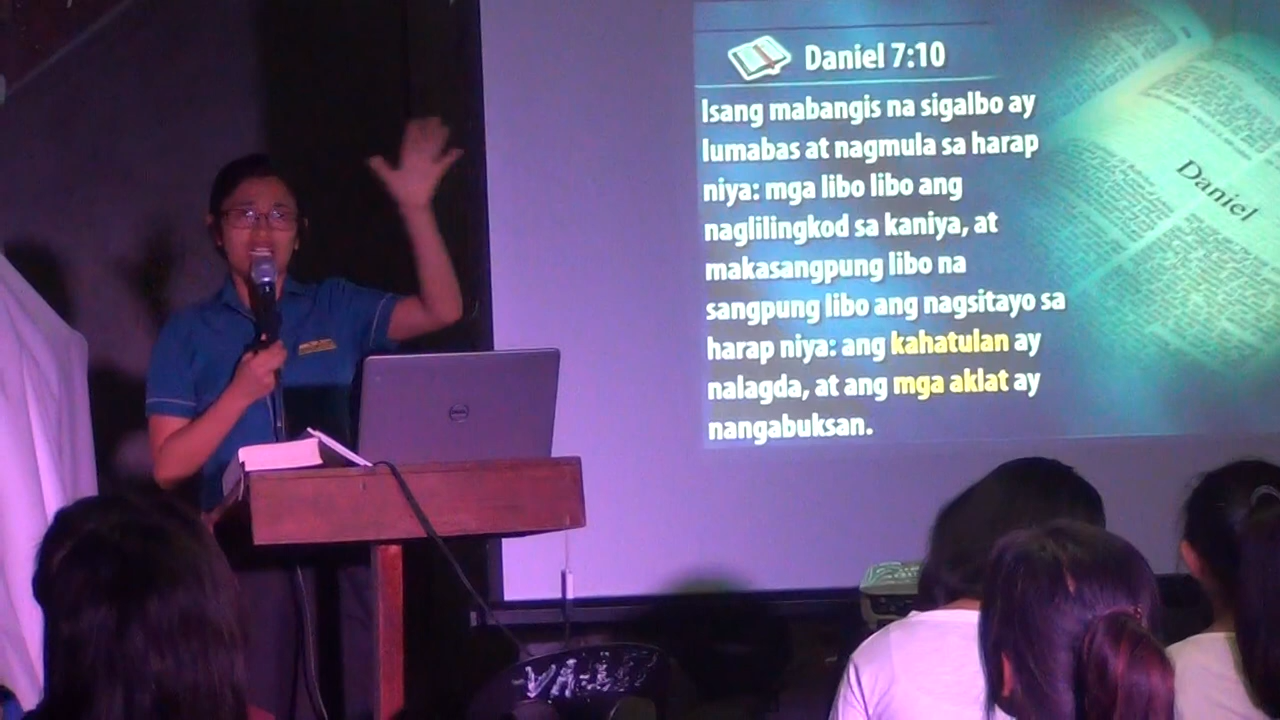 Daniel 7:10
Isang mabangis na sigalbo ay
lumabas at nagmula sa harap
niya: mga libo libo ang
naglilingkod sa kaniya, at
makasangpung libo na
sangpung libo ang nagsitayo sa
harap niya: ang kahatulan ay
nalagda, at ang mga aklat ay
nangabuksan.
Daniel
DELL